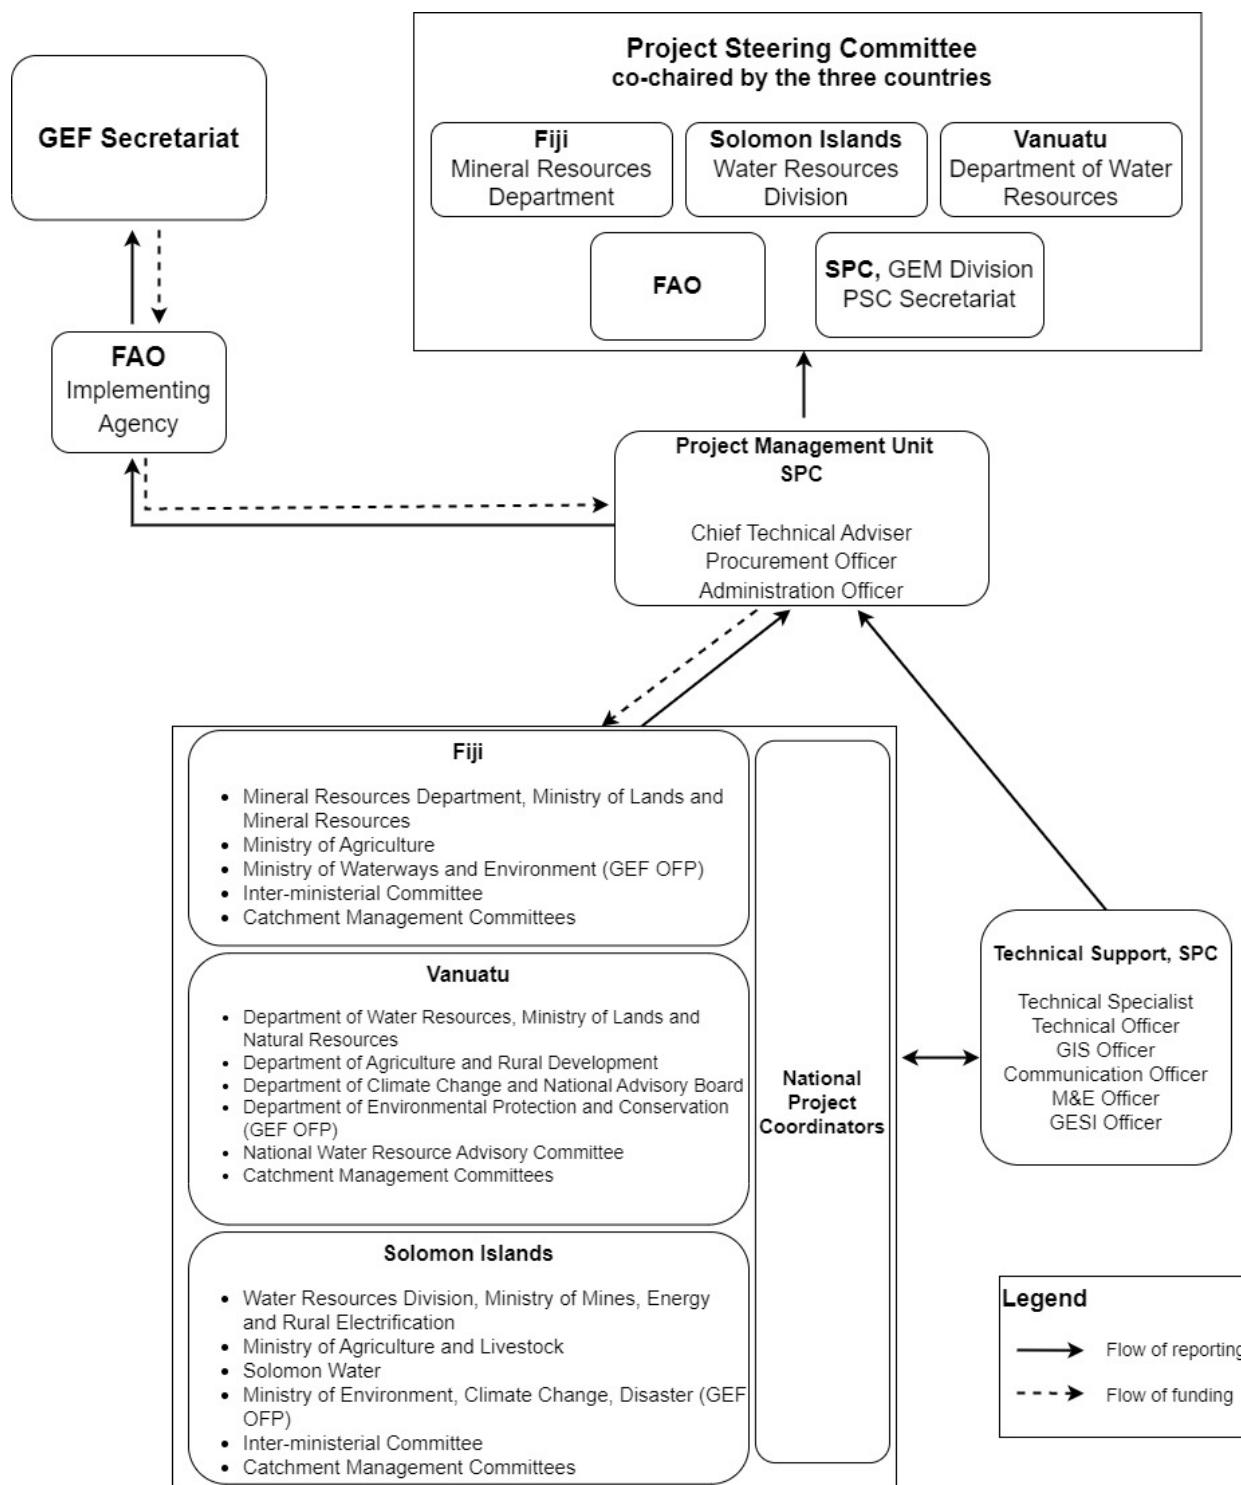 Project Steering Committee
co-chaired by the three countries
GEF Secretariat
Fiji
Mineral Resources
Department
Solomon Islands
Water Resources
Division
Vanuatu
Department of Water
Resources
FAO
SPC, GEM Division
PSC Secretariat
FAO
Implementing
Agency
Project Management Unit
SPC
Chief Technical Adviser
Procurement Officer
Administration Officer
Fiji
• Mineral Resources Department, Ministry of Lands and
Mineral Resources
• Ministry of Agriculture
• Ministry of Waterways and Environment (GEF OFP)
• Inter-ministerial Committee
• Catchment Management Committees
Vanuatu
• Department of Water Resources, Ministry of Lands and
Natural Resources
• Department of Agriculture and Rural Development
• Department of Climate Change and National Advisory Board
• Department of Environmental Protection and Conservation
(GEF OFP)
• National Water Resource Advisory Committee
• Catchment Management Committees
Solomon Islands
• Water Resources Division, Ministry of Mines, Energy
and Rural Electrification
• Ministry of Agriculture and Livestock
• Solomon Water
• Ministry of Environment, Climate Change, Disaster (GEF
OFP)
• Inter-ministerial Committee
• Catchment Management Committees
National
Project
Coordinators
Technical Support, SPC
Technical Specialist
Technical Officer
GIS Officer
Communication Officer
M&E Officer
GESI Officer
Legend
Flow of reporting
Flow of funding